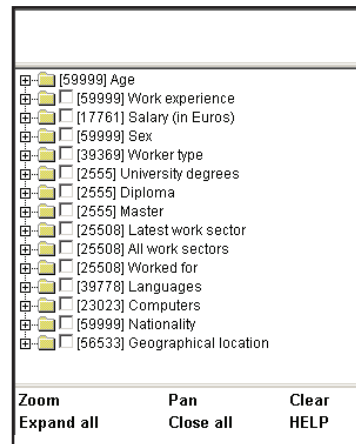 [59999] Age
[59999] Work experience
[17761] Salary (in Euros)
[59999] Sex
[39369] Worker type
[2555] University degrees
[2555] Diploma
[2555] Master
[25508] Latest work sector
[25508] All work sectors
[25508] Worked for
[39778] Languages
[23023] Computers
[59999] Nationality
[56533] Geographical location
Zoom Pan Clear
Expand all Close all HELP